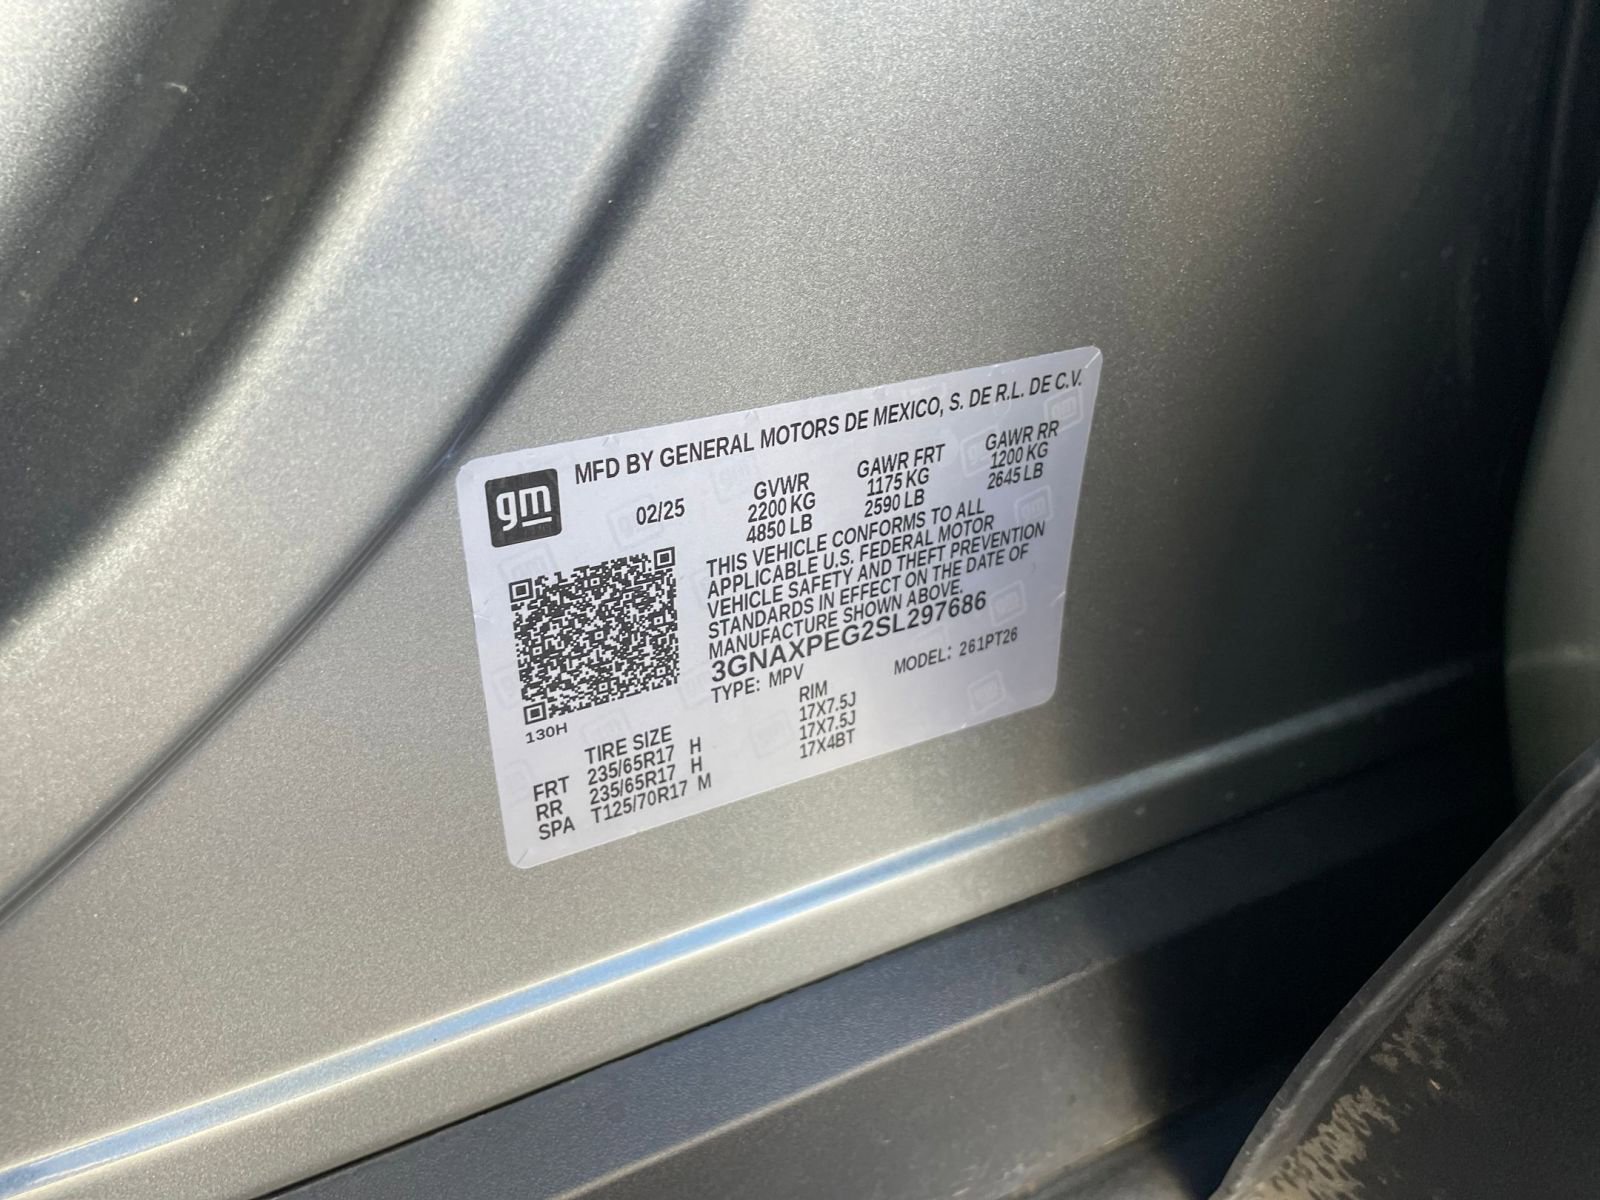 MFD BY GENERAL MOTORS DE MEXICO, S. DE R.L. DE C.V.
gm
02/25
GVWR
2200 KG
4850 LB
GAWR FRT
1175 KG
2590 LB
GAWR RR
1200 KG
2645 LB
THIS VEHICLE CONFORMS TO ALL
APPLICABLE U.S. FEDERAL MOTOR
VEHICLE SAFETY AND THEFT PREVENTION
STANDARDS IN EFFECT ON THE DATE OF
MANUFACTURE SHOWN ABOVE.
3GNAXPEG2SL297686
TYPE: MPV
MODEL: 261PT26
130H
TIRE SIZE RIM
FRT 235/65R17 H 17X7.5J
RR 235/65R17 H 17X7.5J
SPA T125/70R17 M 17X4BT